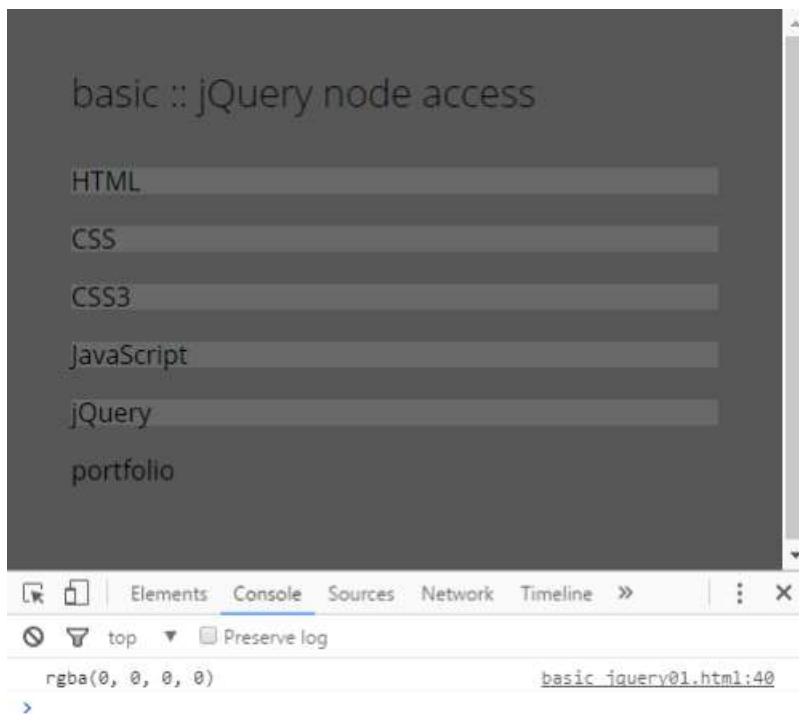 basic :: jQuery node access
HTML
CSS
CSS3
JavaScript
jQuery
portfolio
Elements Console Sources Network Timeline »
top ▼ Preserve log
rgba(0, 0, 0, 0) basic_jquery01.html:40
>